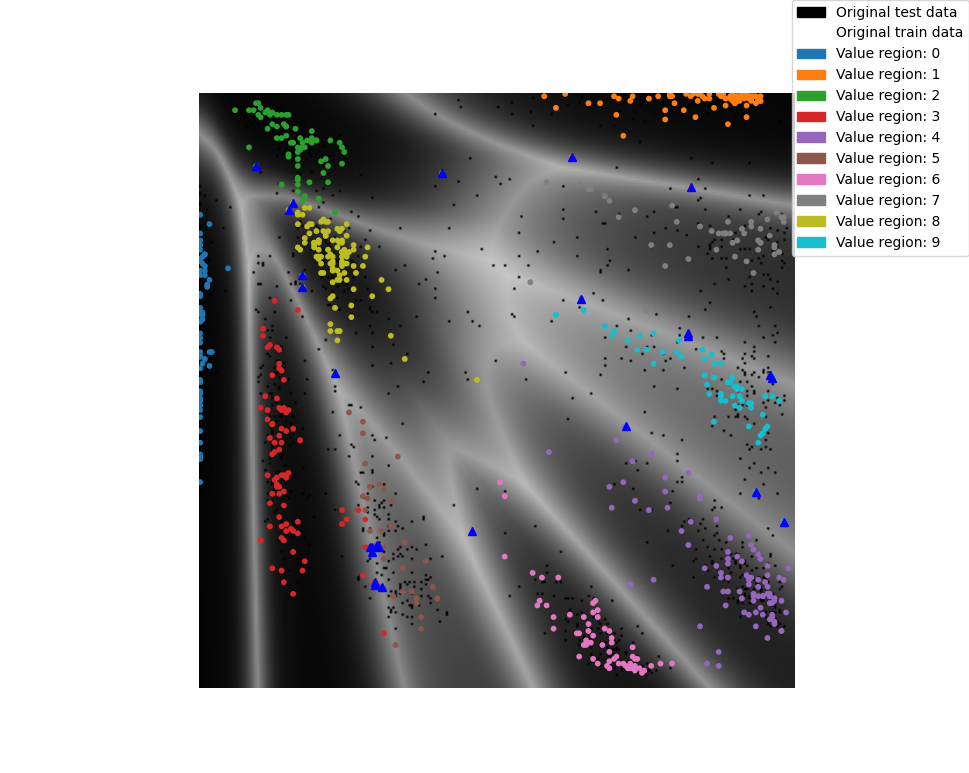 Original test data
Original train data
Value region: 0
Value region: 1
Value region: 2
Value region: 3
Value region: 4
Value region: 5
Value region: 6
Value region: 7
Value region: 8
Value region: 9